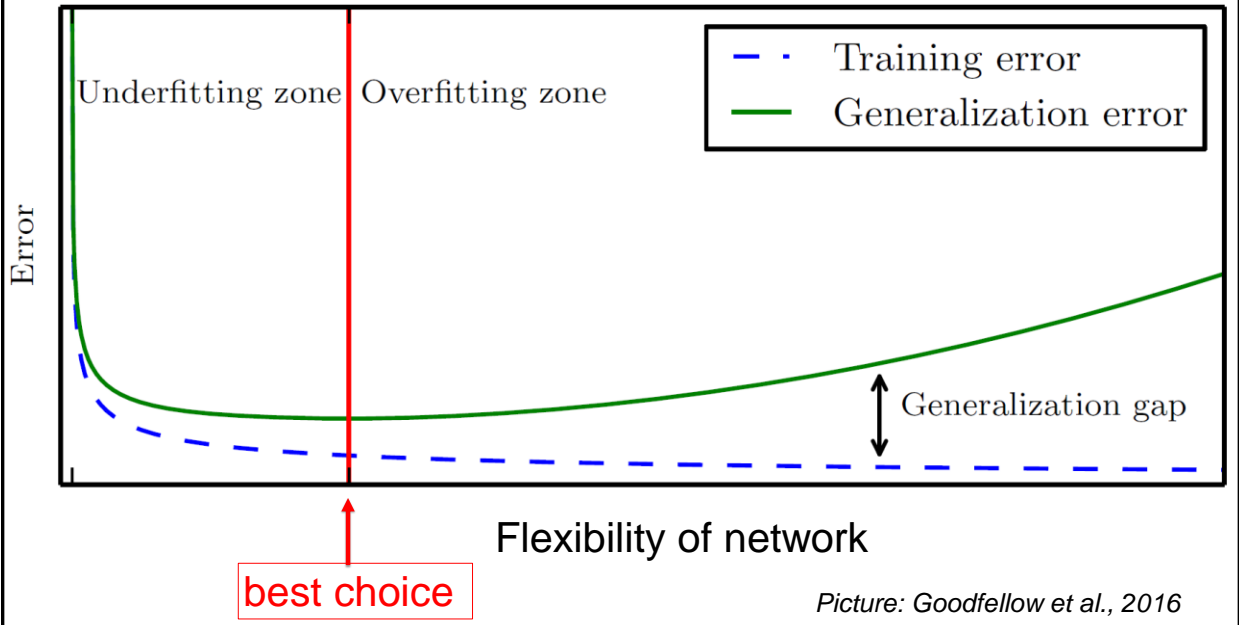 Training error
Generalization error
Underfitting zone
Overfitting zone
Error
Generalization gap
Flexibility of network
best choice
Picture: Goodfellow et al., 2016